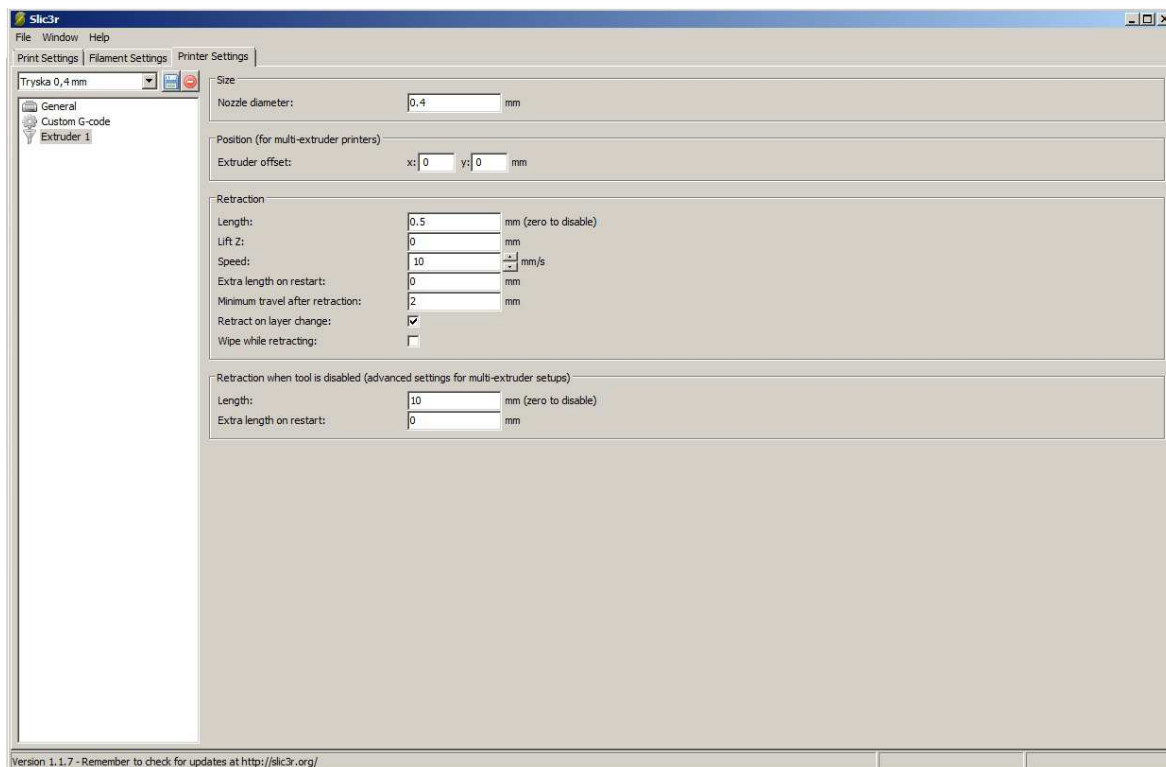 Slic3r
File Window Help
Print Settings Filament Settings Printer Settings
Tryska 0,4 mm
General
Custom G-code
Extruder 1
Size
Nozzle diameter: 0.4 mm
Position (for multi-extruder printers)
Extruder offset: x: 0 y: 0 mm
Retraction
Length: 0.5 mm (zero to disable)
Lift Z: 0 mm
Speed: 10 mm/s
Extra length on restart: 0 mm
Minimum travel after retraction: 2 mm
Retract on layer change:
Wipe while retracting:
Retraction when tool is disabled (advanced settings for multi-extruder setups)
Length: 10 mm (zero to disable)
Extra length on restart: 0 mm
Version 1.1.7 - Remember to check for updates at http://slic3r.org/